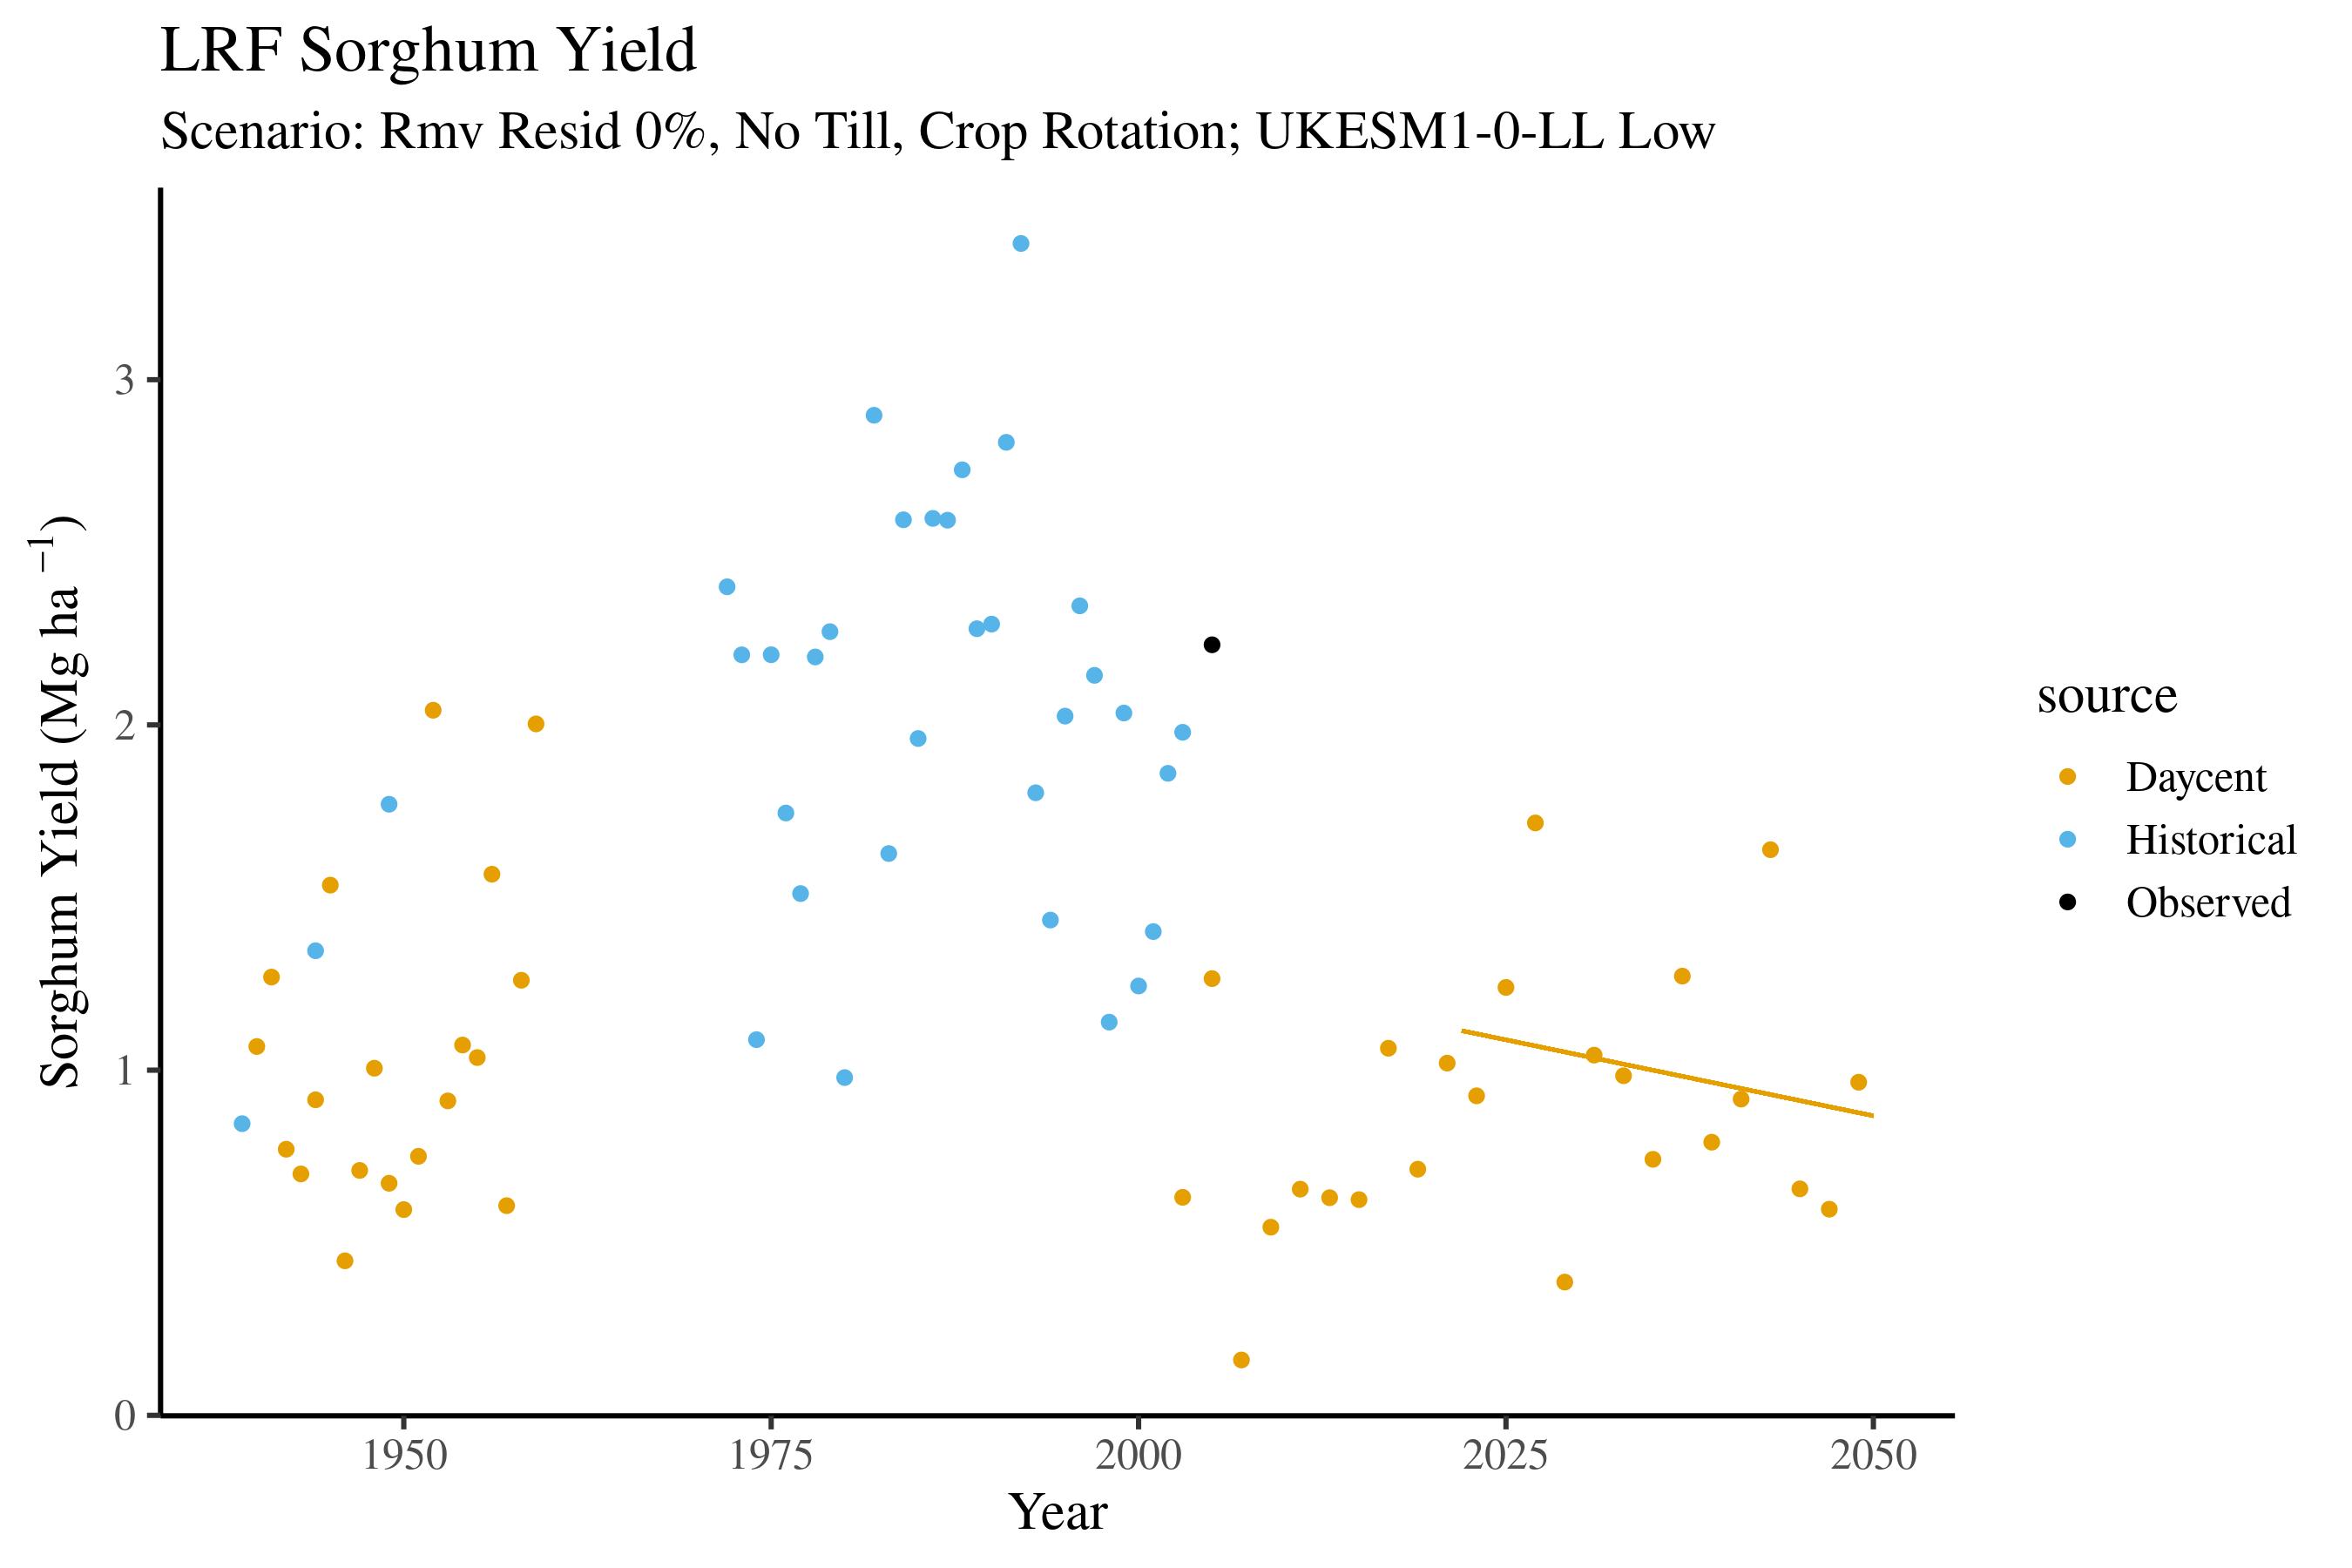 LRF Sorghum Yield
Scenario: Rmv Resid 0%, No Till, Crop Rotation; UKESM1-0-LL Low
Sorghum Yield (Mg ha⁻¹)
3
2
1
0
1950
1975
2000
2025
2050
Year
source
Daycent
Historical
Observed